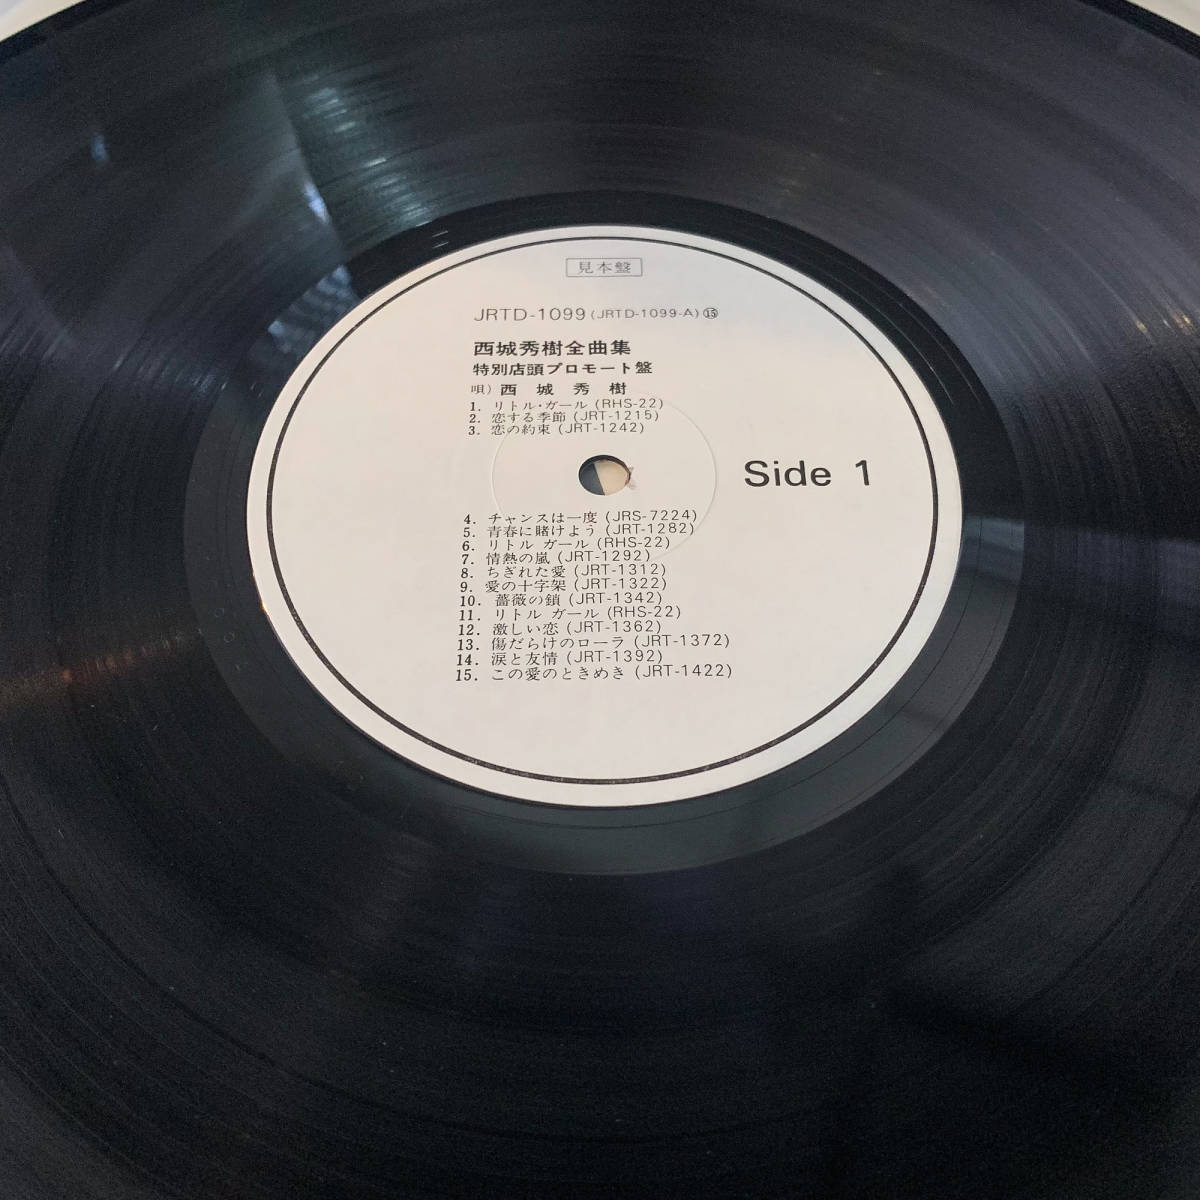 見本盤
JRTD-1099 (JRTD-1099-A) ⑮
西城秀樹全曲集
特別店頭プロモート盤
唄) 西城秀樹
1. リトル・ガール (RHS-22)
2. 恋する季節 (JRT-1215)
3. 恋の約束 (JRT-1242)
Side 1
4. チャンスは一度 (JRS-7224)
5. 青春に賭けよう (JRT-1282)
6. リトル ガール (RHS-22)
7. 情熱の嵐 (JRT-1292)
8. ちぎれた愛 (JRT-1312)
9. 愛の十字架 (JRT-1322)
10. 薔薇の鎖 (JRT-1342)
11. リトル ガール (RHS-22)
12. 激しい恋 (JRT-1362)
13. 傷だらけのローラ (JRT-1372)
14. 涙と友情 (JRT-1392)
15. この愛のときめき (JRT-1422)